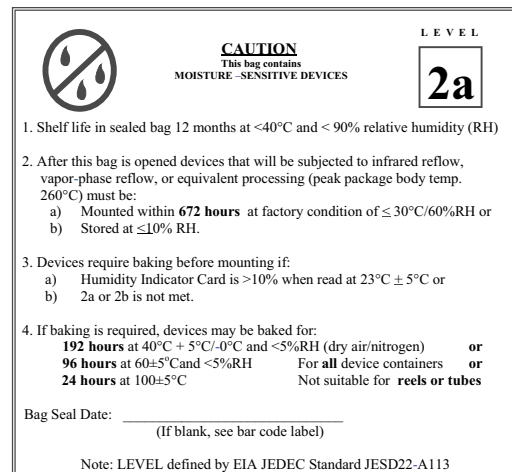 LEVEL
CAUTION
This bag contains
MOISTURE –SENSITIVE DEVICES
2a
1. Shelf life in sealed bag 12 months at <40°C and < 90% relative humidity (RH)
2. After this bag is opened devices that will be subjected to infrared reflow,
vapor-phase reflow, or equivalent processing (peak package body temp.
260°C) must be:
a) Mounted within 672 hours at factory condition of ≤ 30°C/60%RH or
b) Stored at ≤10% RH.
3. Devices require baking before mounting if:
a) Humidity Indicator Card is >10% when read at 23°C ± 5°C or
b) 2a or 2b is not met.
4. If baking is required, devices may be baked for:
192 hours at 40°C + 5°C/-0°C and <5%RH (dry air/nitrogen) or
96 hours at 60±5°Cand <5%RH For all device containers or
24 hours at 100±5°C Not suitable for reels or tubes
Bag Seal Date: ____________________________
(If blank, see bar code label)
Note: LEVEL defined by EIA JEDEC Standard JESD22-A113